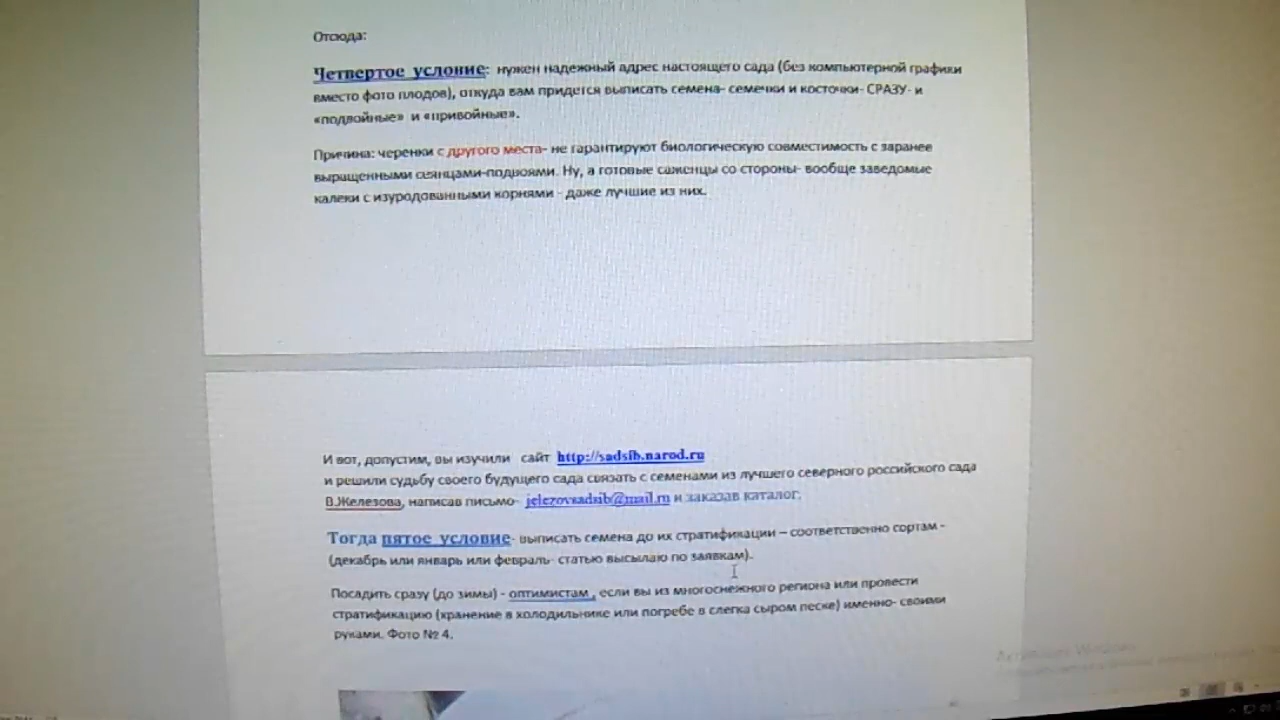 Отсюда:
Четвертое условие: нужен надежный адрес настоящего сада (без компьютерной графики
вместо фото плодов), откуда вам придется выписать семена- семечки и косточки- СРАЗУ- и
«подвойные» и «привойные».
Причина: черенки с другого места- не гарантируют биологическую совместимость с заранее
выращенными сеянцами-подвоями. Ну, а готовые саженцы со стороны- вообще заведомые
калеки с изуродованными корнями - даже лучшие из них.
И вот, допустим, вы изучили сайт http://sadsib.narod.ru
и решили судьбу своего будущего сада связать с семенами из лучшего северного российского сада
В.Железова, написав письмо- jelezovsadsib@mail.ru и заказав каталог.
Тогда пятое условие- выписать семена до их стратификации – соответственно сортам -
(декабрь или январь или февраль- статью высылаю по заявкам).
Посадить сразу (до зимы) - оптимистам , если вы из многоснежного региона или провести
стратификацию (хранение в холодильнике или погребе в слегка сыром песке) именно- своими
руками. Фото № 4.
Активация Windows